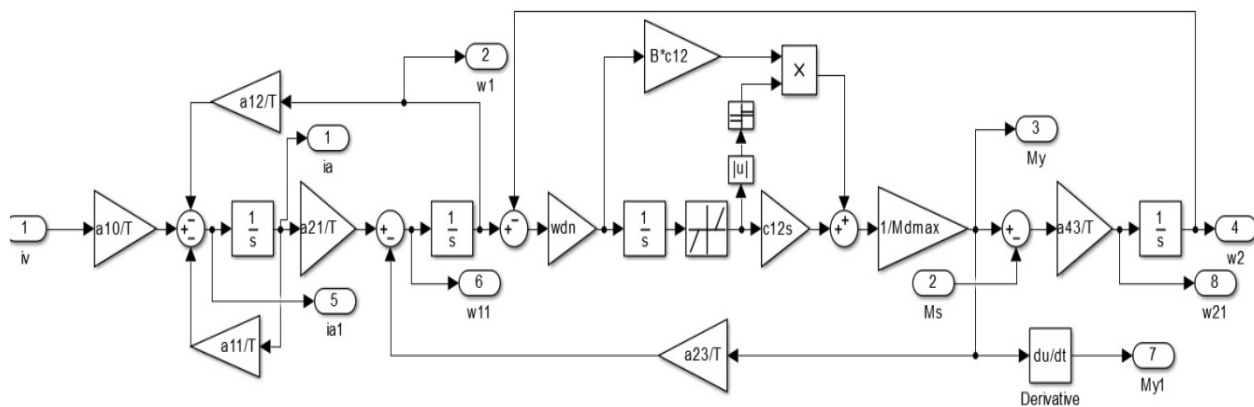 2
w1
B*c12
X
a12/T
1
ia
|u|
3
My
1
iv
a10/T
1
s
a21/T
1
s
wdn
1
s
c12s
1/Mdmax
a43/T
1
s
4
w2
2
Ms
5
ia1
6
w11
8
w21
a11/T
a23/T
du/dt
Derivative
7
My1